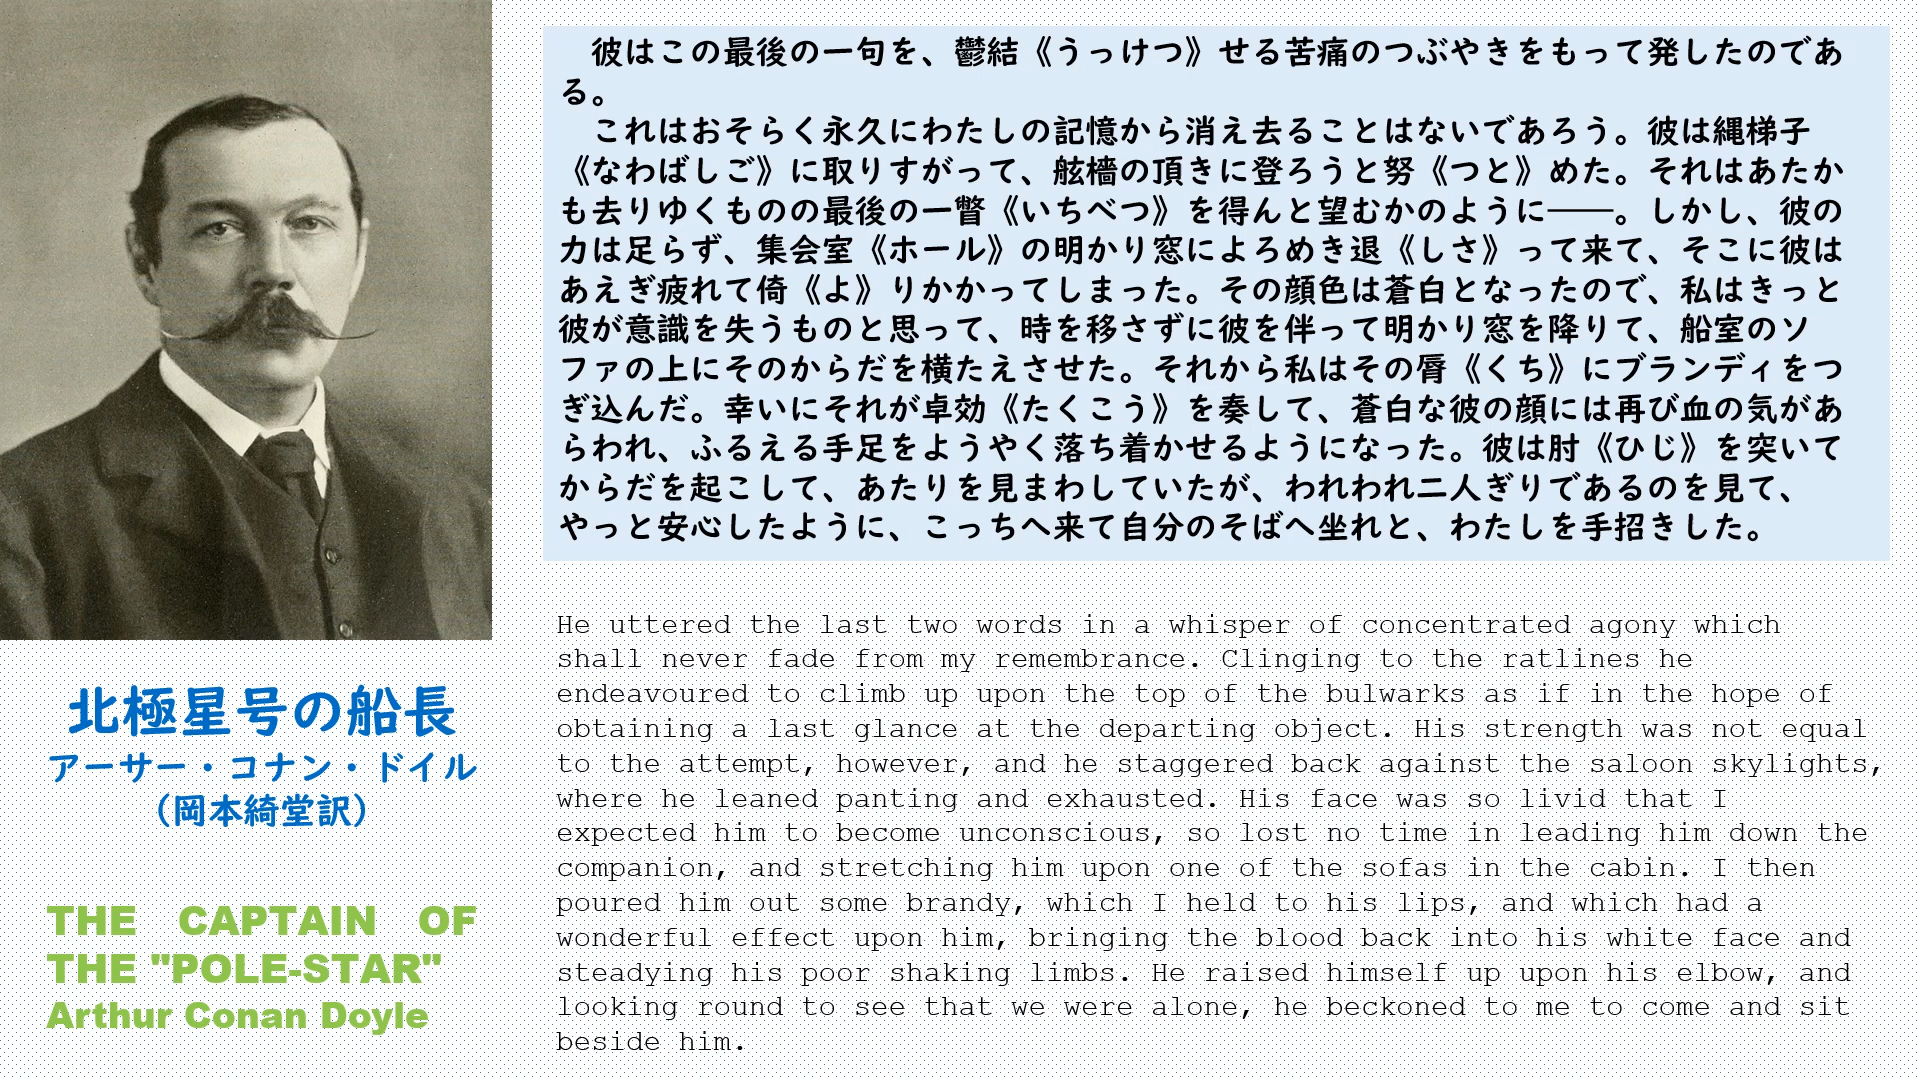 彼はこの最後の一句を、鬱結《うっけつ》せる苦痛のつぶやきをもって発したのであ
る。
これはおそらく永久にわたしの記憶から消え去ることはないであろう。彼は縄梯子
《なわばしご》に取りすがって、舷檣の頂きに登ろうと努《つと》めた。それはあたか
も去りゆくものの最後の一瞥《いちべつ》を得んと望むかのように――。しかし、彼の
力は足らず、集会室《ホール》の明かり窓によろめき退《しさ》って来て、そこに彼は
あえぎ疲れて倚《よ》りかかってしまった。その顔色は蒼白となったので、私はきっと
彼が意識を失うものと思って、時を移さずに彼を伴って明かり窓を降りて、船室のソ
ファの上にそのからだを横たえさせた。それから私はその脣《くち》にブランディをつ
ぎ込んだ。幸いにそれが卓効《たくこう》を奏して、蒼白な彼の顔には再び血の気があ
らわれ、ふるえる手足をようやく落ち着かせるようになった。彼は肘《ひじ》を突いて
からだを起こして、あたりを見まわしていたが、われわれ二人ぎりであるのを見て、
やっと安心したように、こっちへ来て自分のそばへ坐れと、わたしを手招きした。
He uttered the last two words in a whisper of concentrated agony which
shall never fade from my remembrance. Clinging to the ratlines he
endeavoured to climb up upon the top of the bulwarks as if in the hope of
obtaining a last glance at the departing object. His strength was not equal
to the attempt, however, and he staggered back against the saloon skylights,
where he leaned panting and exhausted. His face was so livid that I
expected him to become unconscious, so lost no time in leading him down the
companion, and stretching him upon one of the sofas in the cabin. I then
poured him out some brandy, which I held to his lips, and which had a
wonderful effect upon him, bringing the blood back into his white face and
steadying his poor shaking limbs. He raised himself up upon his elbow, and
looking round to see that we were alone, he beckoned to me to come and sit
beside him.
北極星号の船長
アーサー・コナン・ドイル
（岡本綺堂訳）
THE CAPTAIN OF
THE "POLE-STAR"
Arthur Conan Doyle